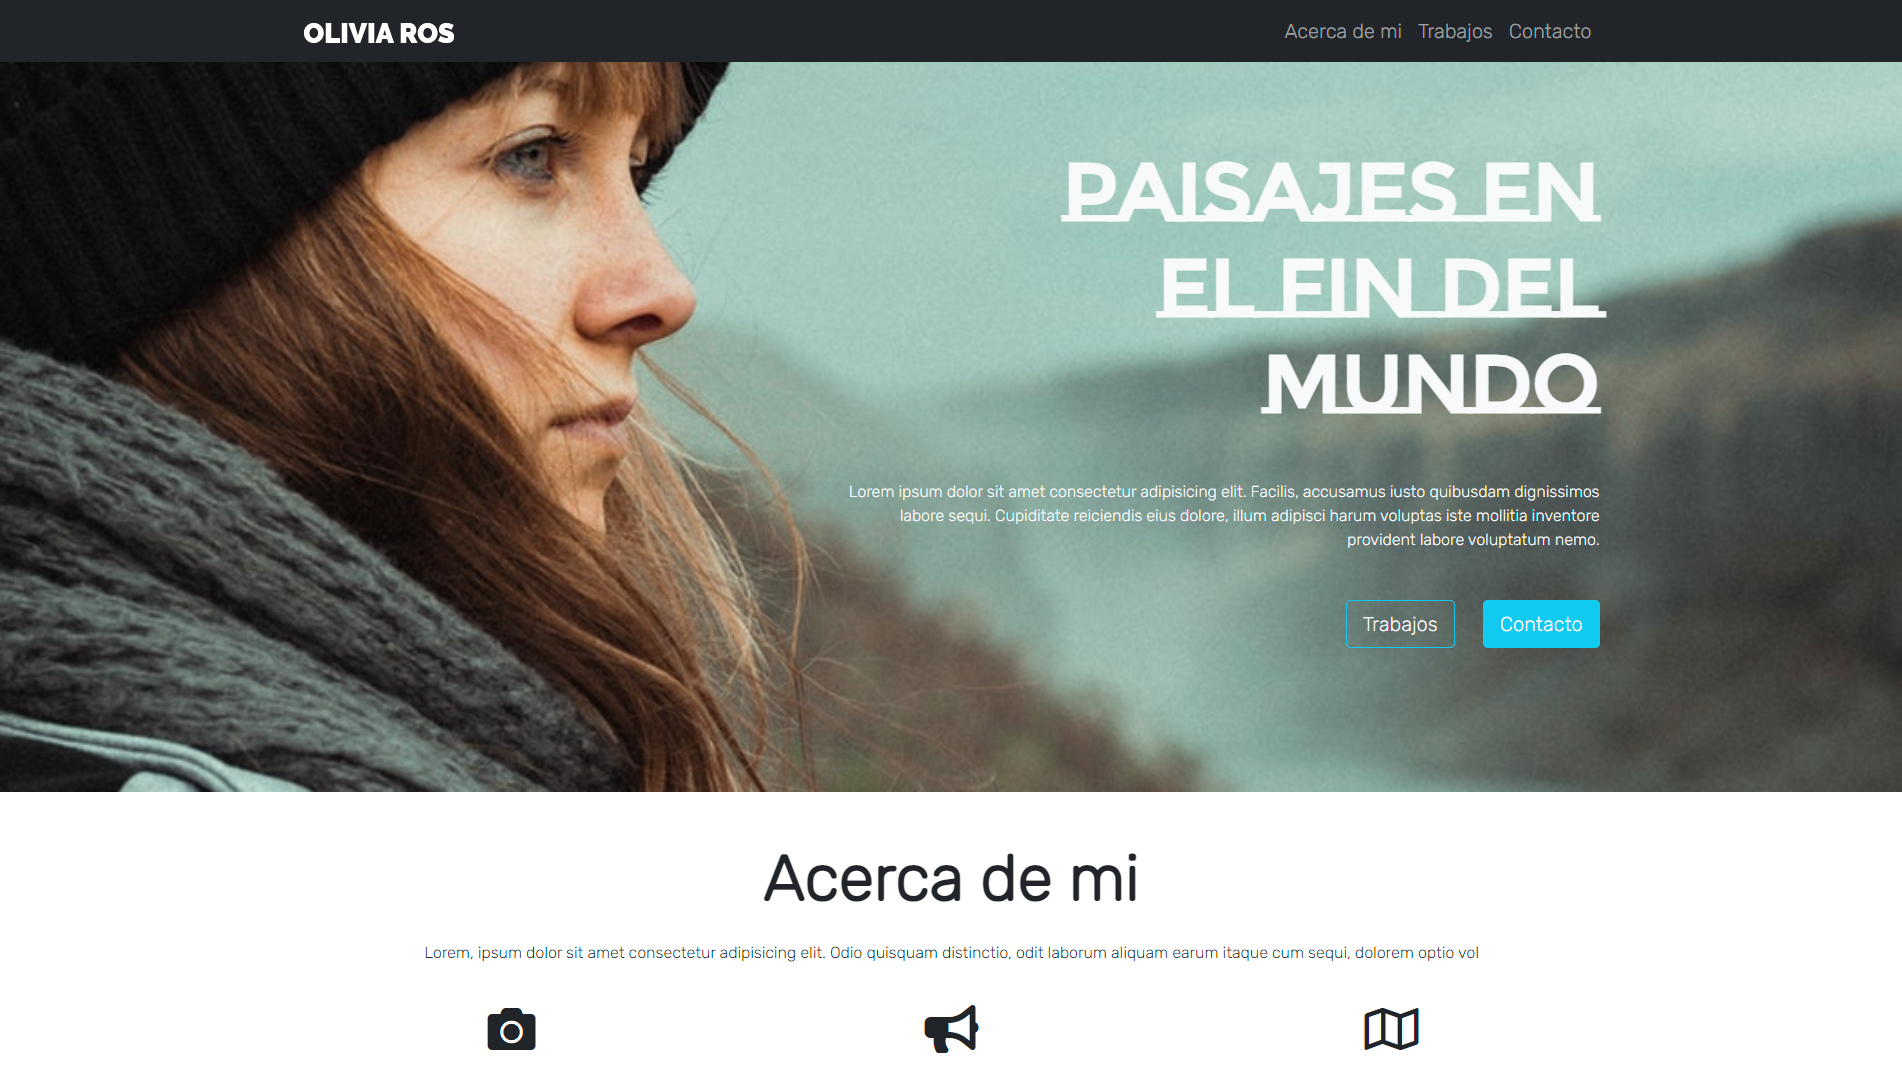 OLIVIA ROS
Acerca de mi Trabajos Contacto
PAISAJES EN
EL FIN DEL
MUNDO
Lorem ipsum dolor sit amet consectetur adipisicing elit. Facilis, accusamus iusto quibusdam dignissimos
labore sequi. Cupiditate reiciendis eius dolore, illum adipisci harum voluptas iste mollitia inventore
provident labore voluptatum nemo.
Trabajos Contacto
Acerca de mi
Lorem, ipsum dolor sit amet consectetur adipisicing elit. Odio quisquam distinctio, odit laborum aliquam earum itaque cum sequi, dolorem optio vol